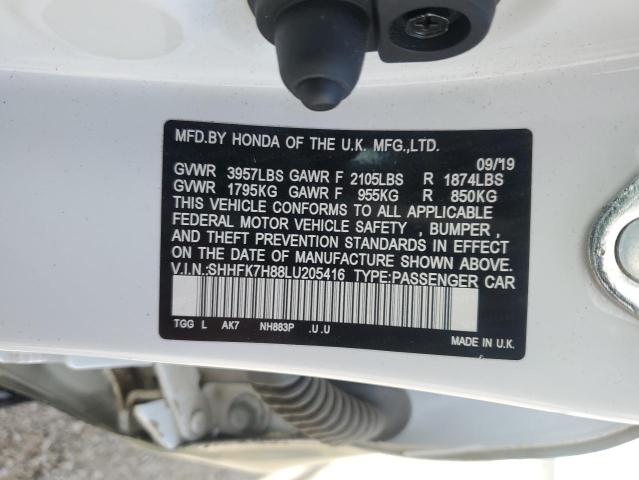 MFD.BY HONDA OF THE U.K. MFG.,LTD.
09/19
GVWR 3957LBS GAWR F 2105LBS R 1874LBS
GVWR 1795KG GAWR F 955KG R 850KG
THIS VEHICLE CONFORMS TO ALL APPLICABLE
FEDERAL MOTOR VEHICLE SAFETY , BUMPER ,
AND THEFT PREVENTION STANDARDS IN EFFECT
ON THE DATE OF MANUFACTURE SHOWN ABOVE.
V.I.N.:SHHFK7H88LU205416 TYPE:PASSENGER CAR
TGG L AK7 NH883P .U.U
MADE IN U.K.